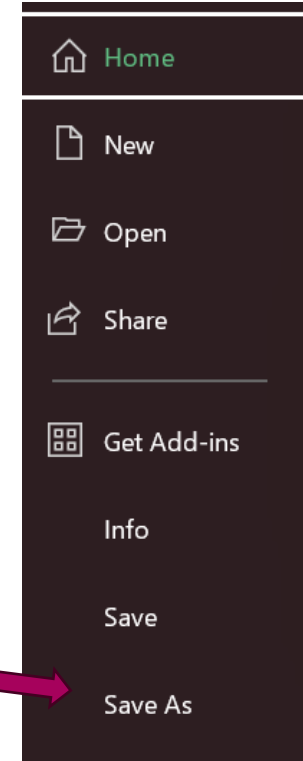 Home
New
Open
Share
Get Add-ins
Info
Save
Save As